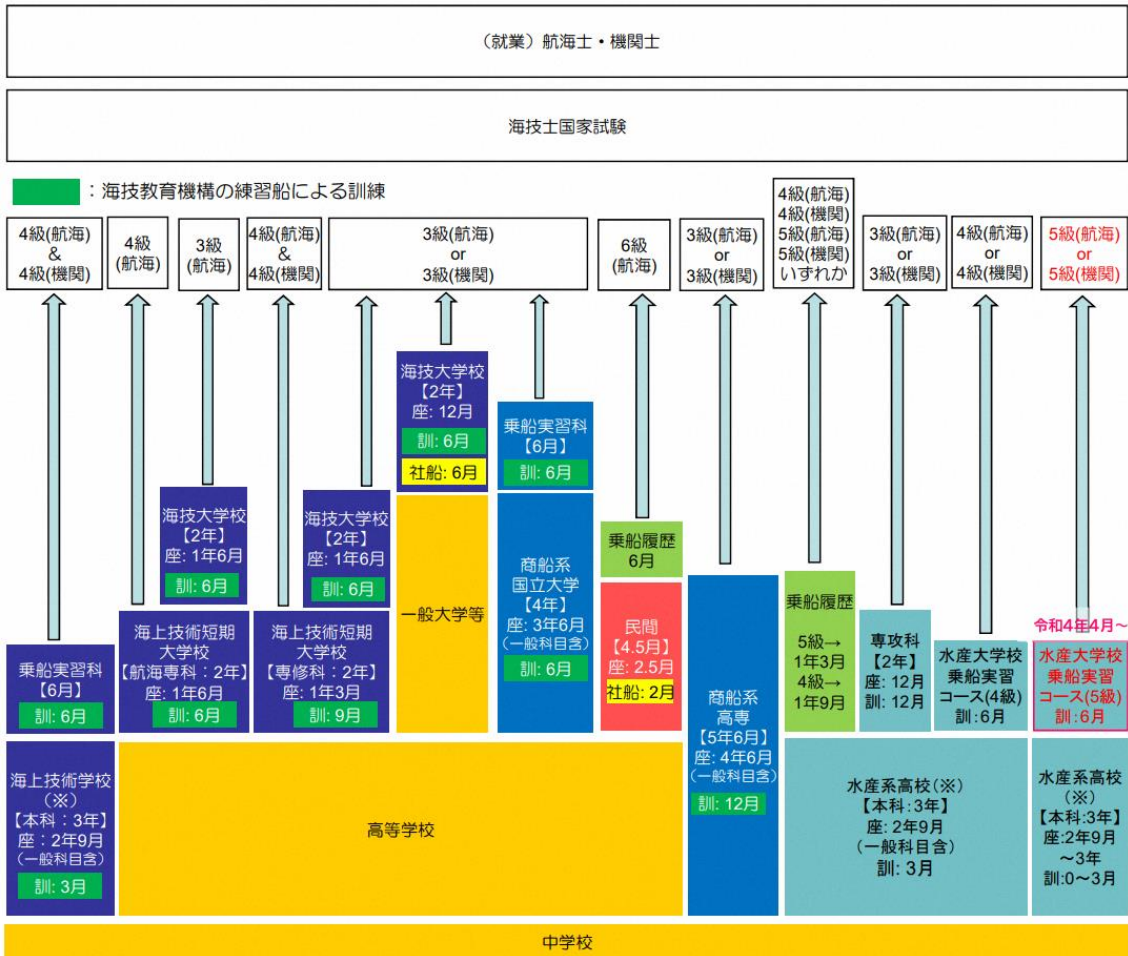 （就業）航海士・機関士
海技士国家試験
：海技教育機構の練習船による訓練
4級(航海)
&
4級(機関)
4級
(航海)
3級
(航海)
4級(航海)
&
4級(機関)
3級(航海)
or
3級(機関)
6級
(航海)
3級(航海)
or
3級(機関)
4級(航海)
4級(機関)
5級(航海)
5級(機関)
いずれか
3級(航海)
or
3級(機関)
4級(航海)
or
4級(機関)
5級(航海)
or
5級(機関)
海技大学校
【2年】
座: 12月
訓: 6月
社船: 6月
乗船実習科
【6月】
訓: 6月
海技大学校
【2年】
座: 1年6月
訓: 6月
海技大学校
【2年】
座: 1年6月
訓: 6月
一般大学等
商船系
国立大学
【4年】
座: 3年6月
(一般科目含)
訓: 6月
乗船履歴
6月
民間
【4.5月】
座: 2.5月
社船: 2月
乗船実習科
【6月】
訓: 6月
海上技術短期
大学校
【航海専科：2年】
座: 1年6月
訓: 6月
海上技術短期
大学校
【専修科：2年】
座: 1年3月
訓: 9月
商船系
高専
【5年6月】
座: 4年6月
(一般科目含)
訓: 12月
乗船履歴
5級→
1年3月
4級→
1年9月
専攻科
【2年】
座: 12月
訓: 12月
水産大学校
乗船実習
コース(4級)
訓: 6月
令和4年4月～
水産大学校
乗船実習
コース(5級)
訓: 6月
海上技術学校
(※)
【本科：3年】
座：2年9月
(一般科目含)
訓: 3月
高等学校
水産系高校(※)
【本科：3年】
座: 2年9月
(一般科目含)
訓: 3月
水産系高校
(※)
【本科:3年】
座:2年9月
～3年
訓:0～3月
中学校